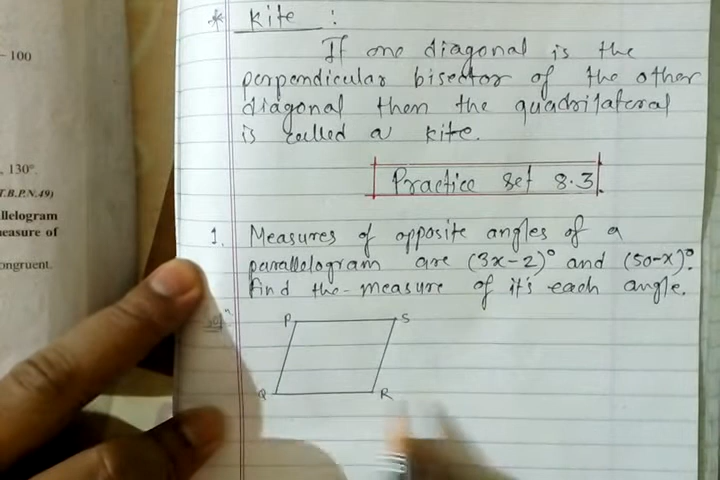 - 100
, 130°.
T.B.P.N.49)
llelogram
easure of
ongruent.
* Kite :
If one diagonal is the
perpendicular bisector of the other
diagonal then the quadrilateral
is called a kite.
Practice set 8.3
1. Measures of opposite angles of a
parallelogram are (3x-2)° and (50-x)°.
Find the measure of it's each angle.
Solⁿ
P S
Q R